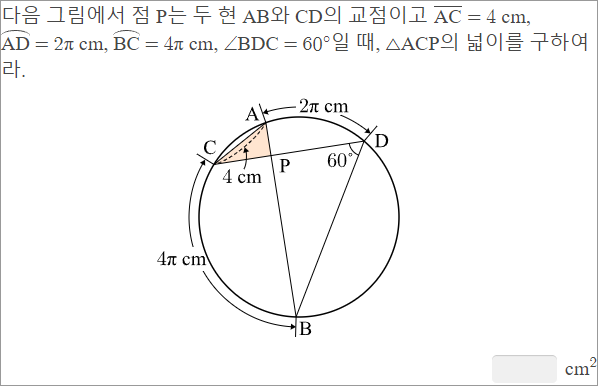 다음 그림에서 점 P는 두 현 AB와 CD의 교점이고 AC = 4 cm,
AD = 2π cm, BC = 4π cm, ∠BDC = 60°일 때, △ACP의 넓이를 구하여
라.
A
2π cm
C
D
P
60°
4 cm
4π cm
B
cm²